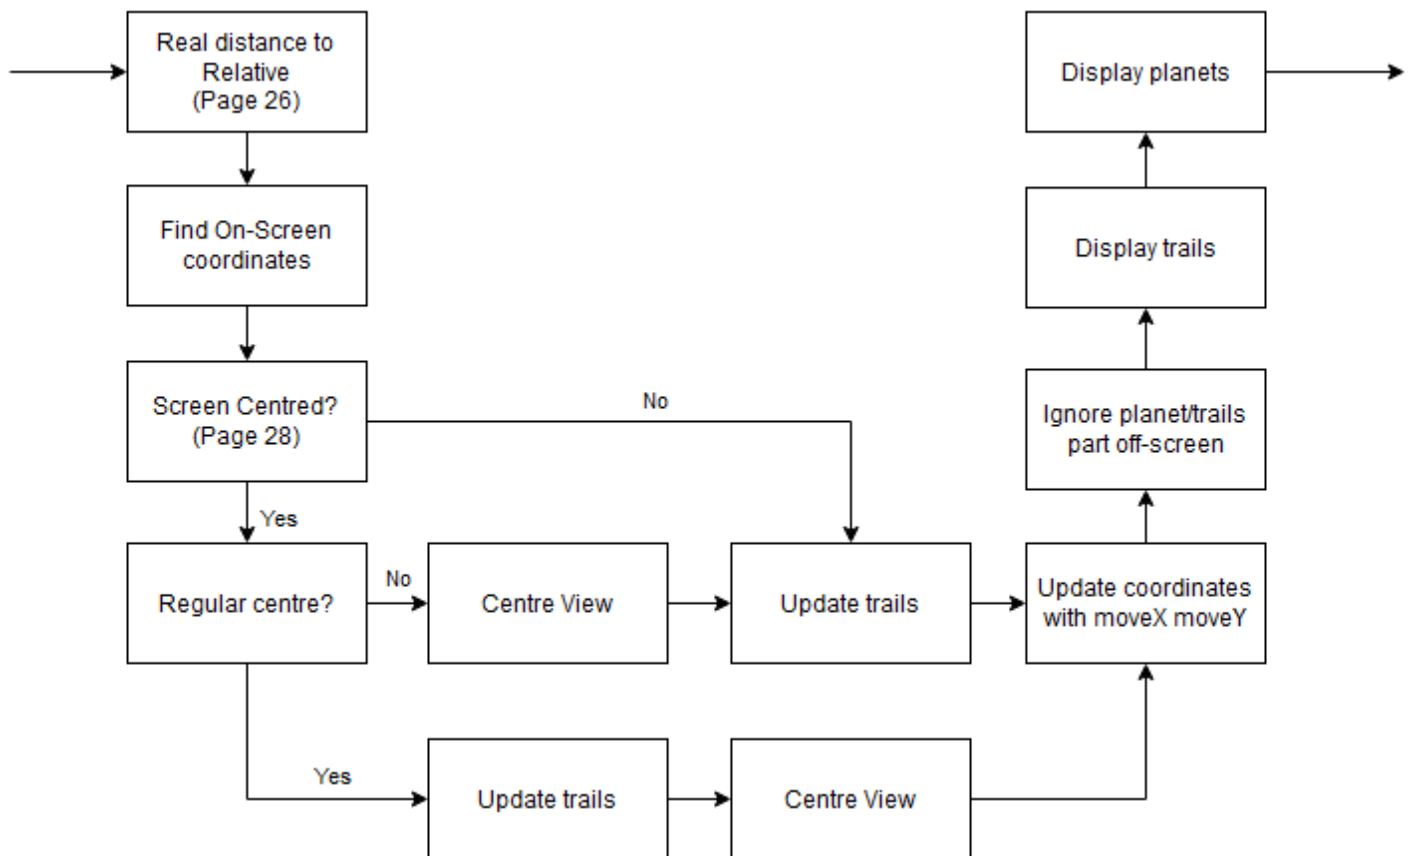 Real distance to
Relative
(Page 26)
Find On-Screen
coordinates
Screen Centred?
(Page 28)
No
Yes
Regular centre?
No
Centre View
Update trails
Update coordinates
with moveX moveY
Yes
Update trails
Centre View
Ignore planet/trails
part off-screen
Display trails
Display planets